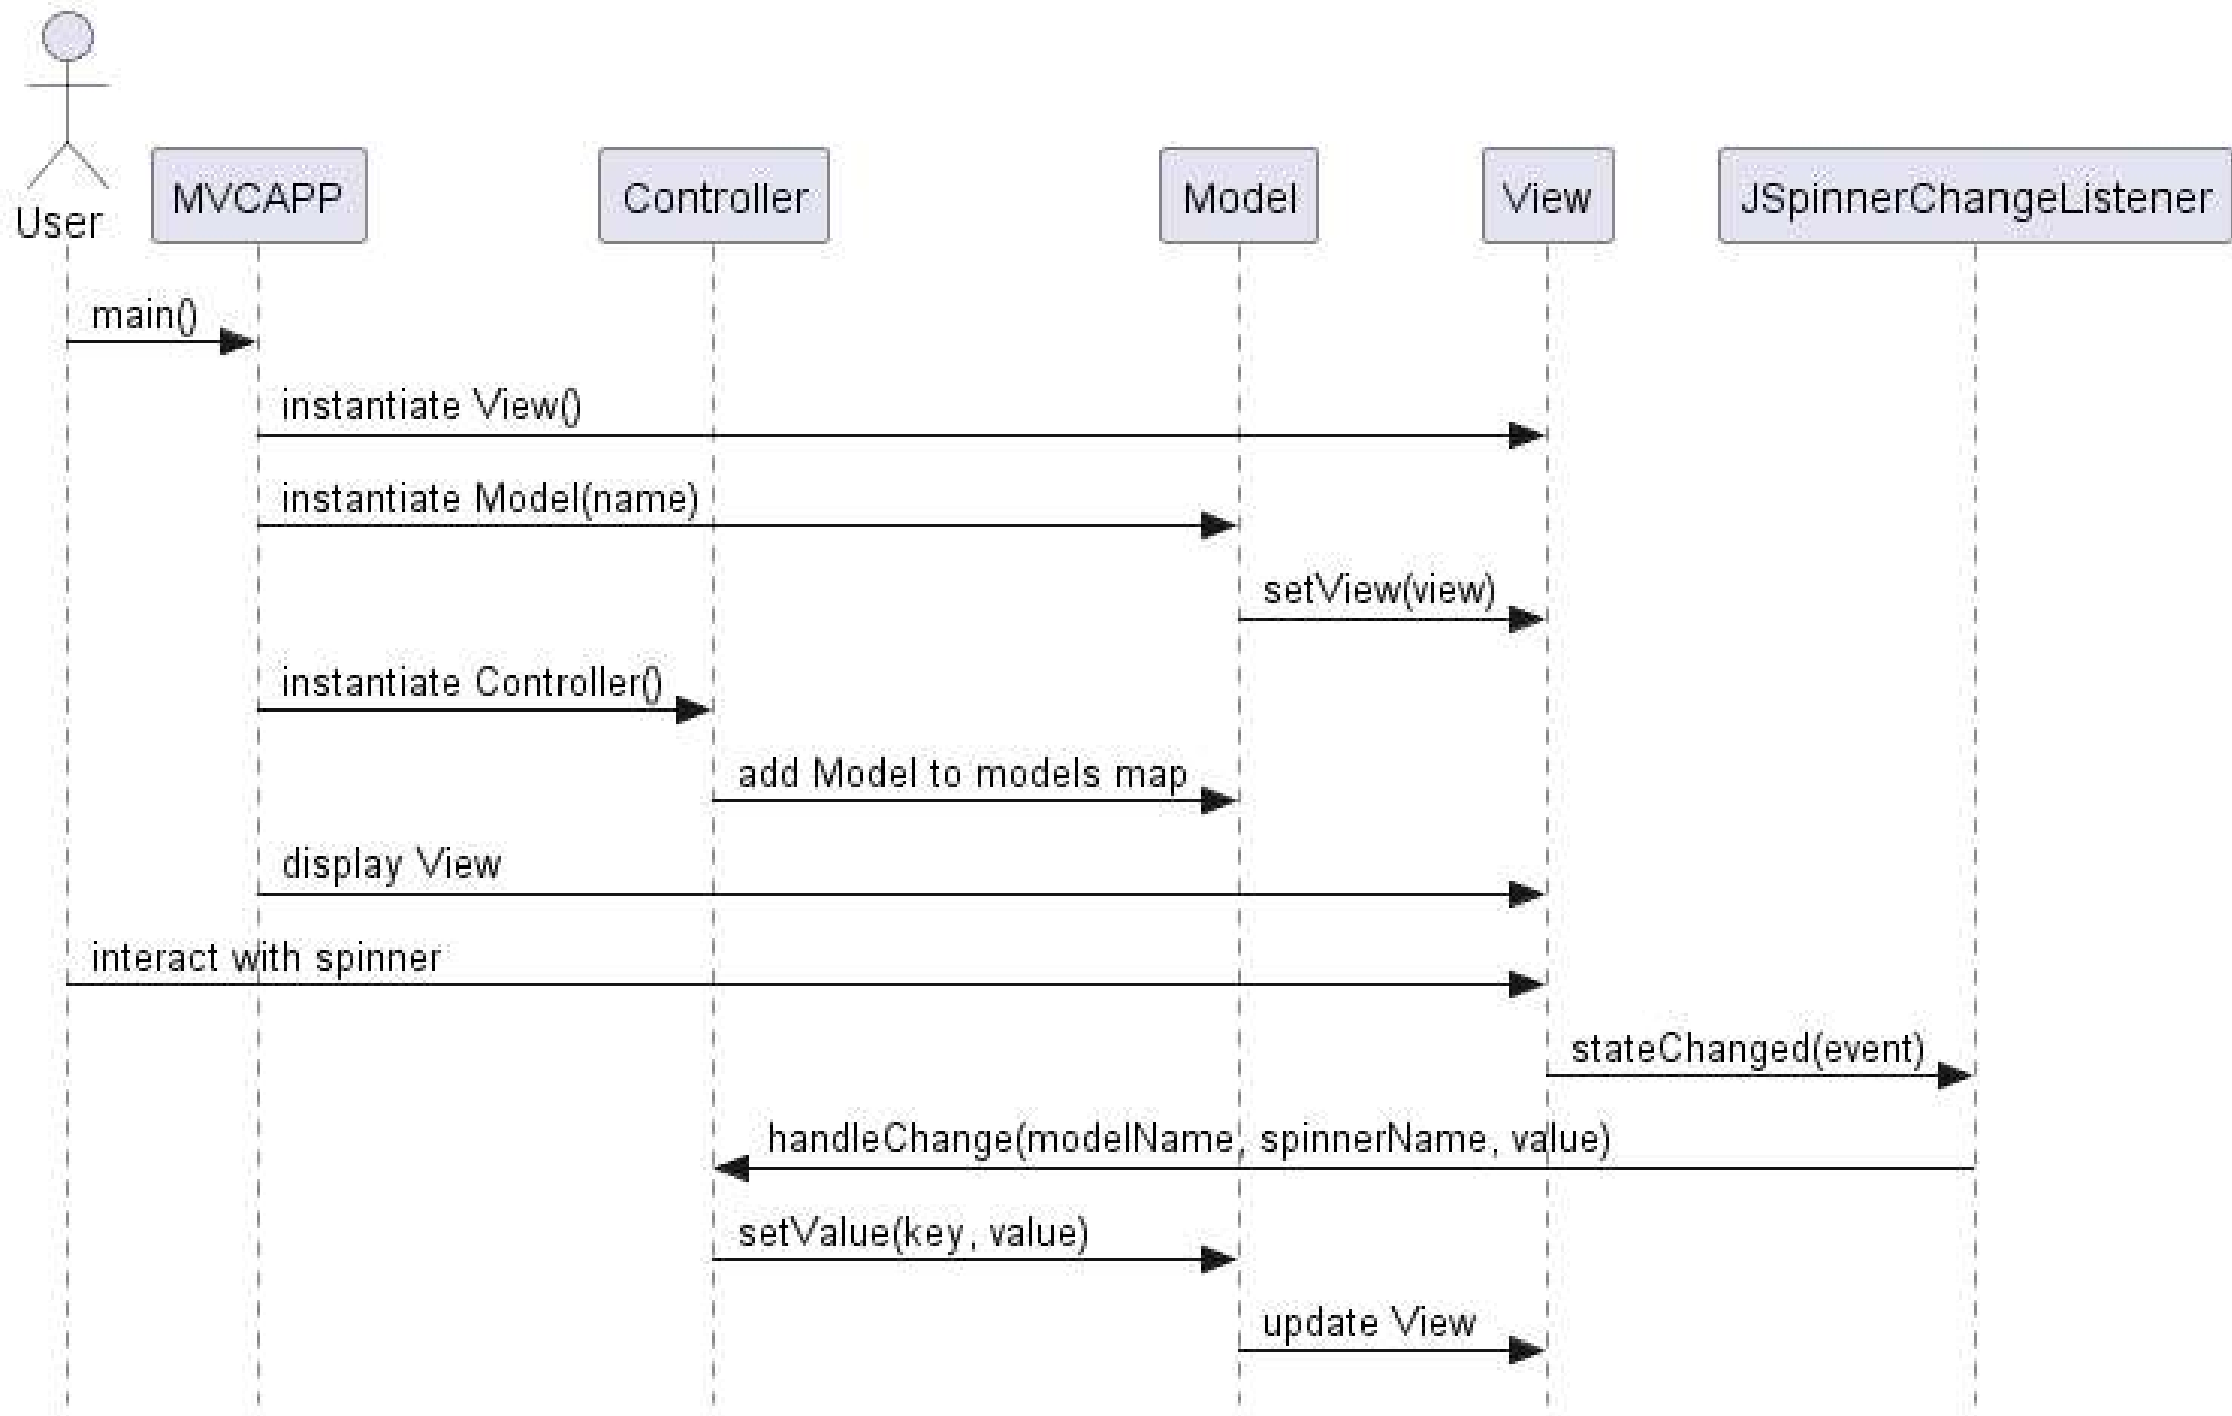 User
MVCAPP
Controller
Model
View
JSpinnerChangeListener
main()
instantiate View()
instantiate Model(name)
setView(view)
instantiate Controller()
add Model to models map
display View
interact with spinner
stateChanged(event)
handleChange(modelName, spinnerName, value)
setValue(key, value)
update View